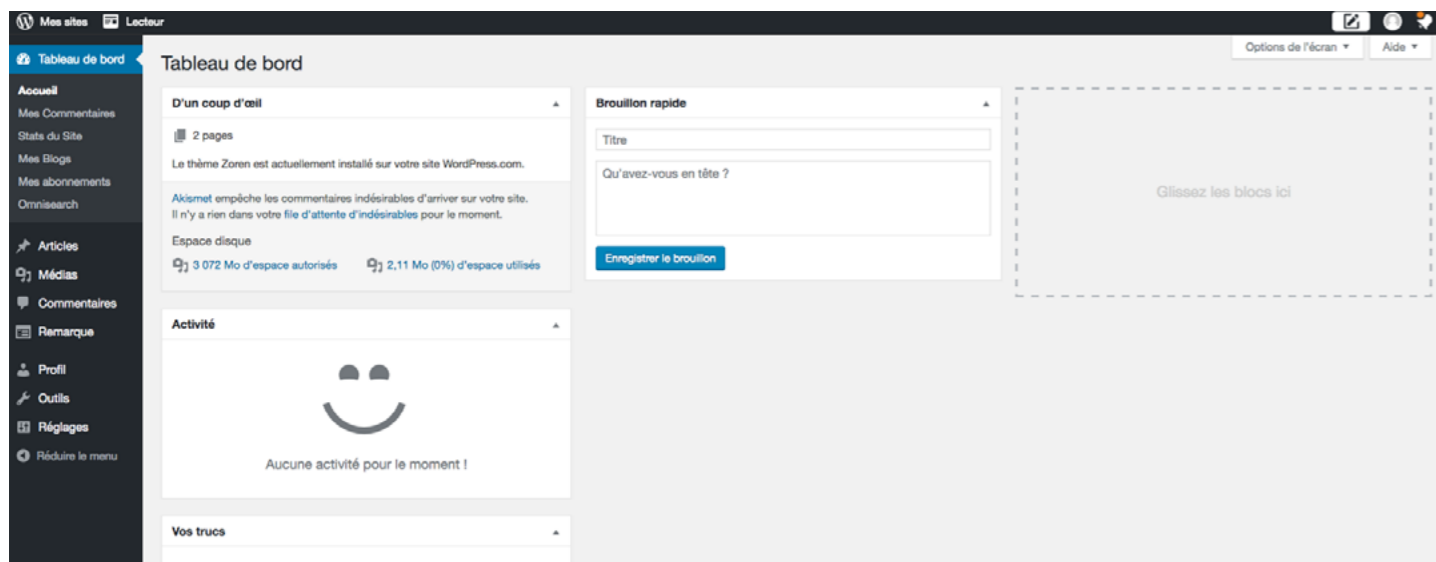 Mes sites Lecteur
Options de l'écran Aide
Tableau de bord
Accueil
Mes Commentaires
Stats du Site
Mes Blogs
Mes abonnements
Omnisearch
Articles
Médias
Commentaires
Remarque
Profil
Outils
Réglages
Réduire le menu
Tableau de bord
D'un coup d'œil
2 pages
Le thème Zoren est actuellement installé sur votre site WordPress.com.
Akismet empêche les commentaires indésirables d'arriver sur votre site.
Il n'y a rien dans votre file d'attente d'indésirables pour le moment.
Espace disque
3 072 Mo d'espace autorisés 2,11 Mo (0%) d'espace utilisés
Activité
Aucune activité pour le moment !
Vos trucs
Brouillon rapide
Titre
Qu'avez-vous en tête ?
Enregistrer le brouillon
Glissez les blocs ici